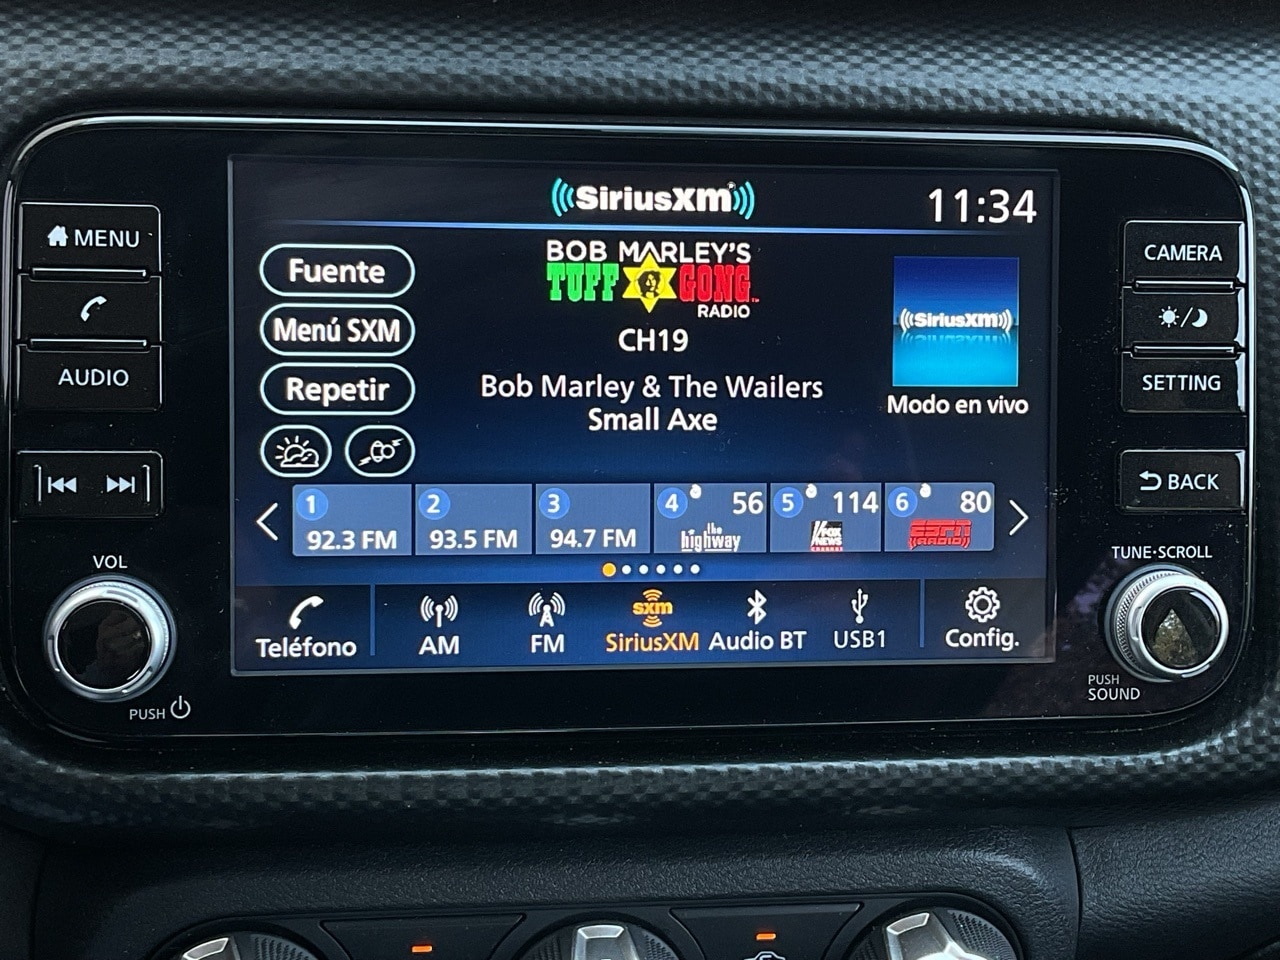 MENU
AUDIO
VOL
PUSH
SiriusXM
11:34
Fuente
Menú SXM
Repetir
BOB MARLEY'S
TUFF GONG
RADIO
CH19
Bob Marley & The Wailers
Small Axe
((SiriusXM))
Modo en vivo
1
92.3 FM
2
93.5 FM
3
94.7 FM
4 56
the
highway
5 114
FOX
NEWS
CHANNEL
6 80
ESPN
RADIO
Teléfono
AM
FM
sxm
SiriusXM
Audio BT
USB1
Config.
CAMERA
SETTING
BACK
TUNE·SCROLL
PUSH
SOUND